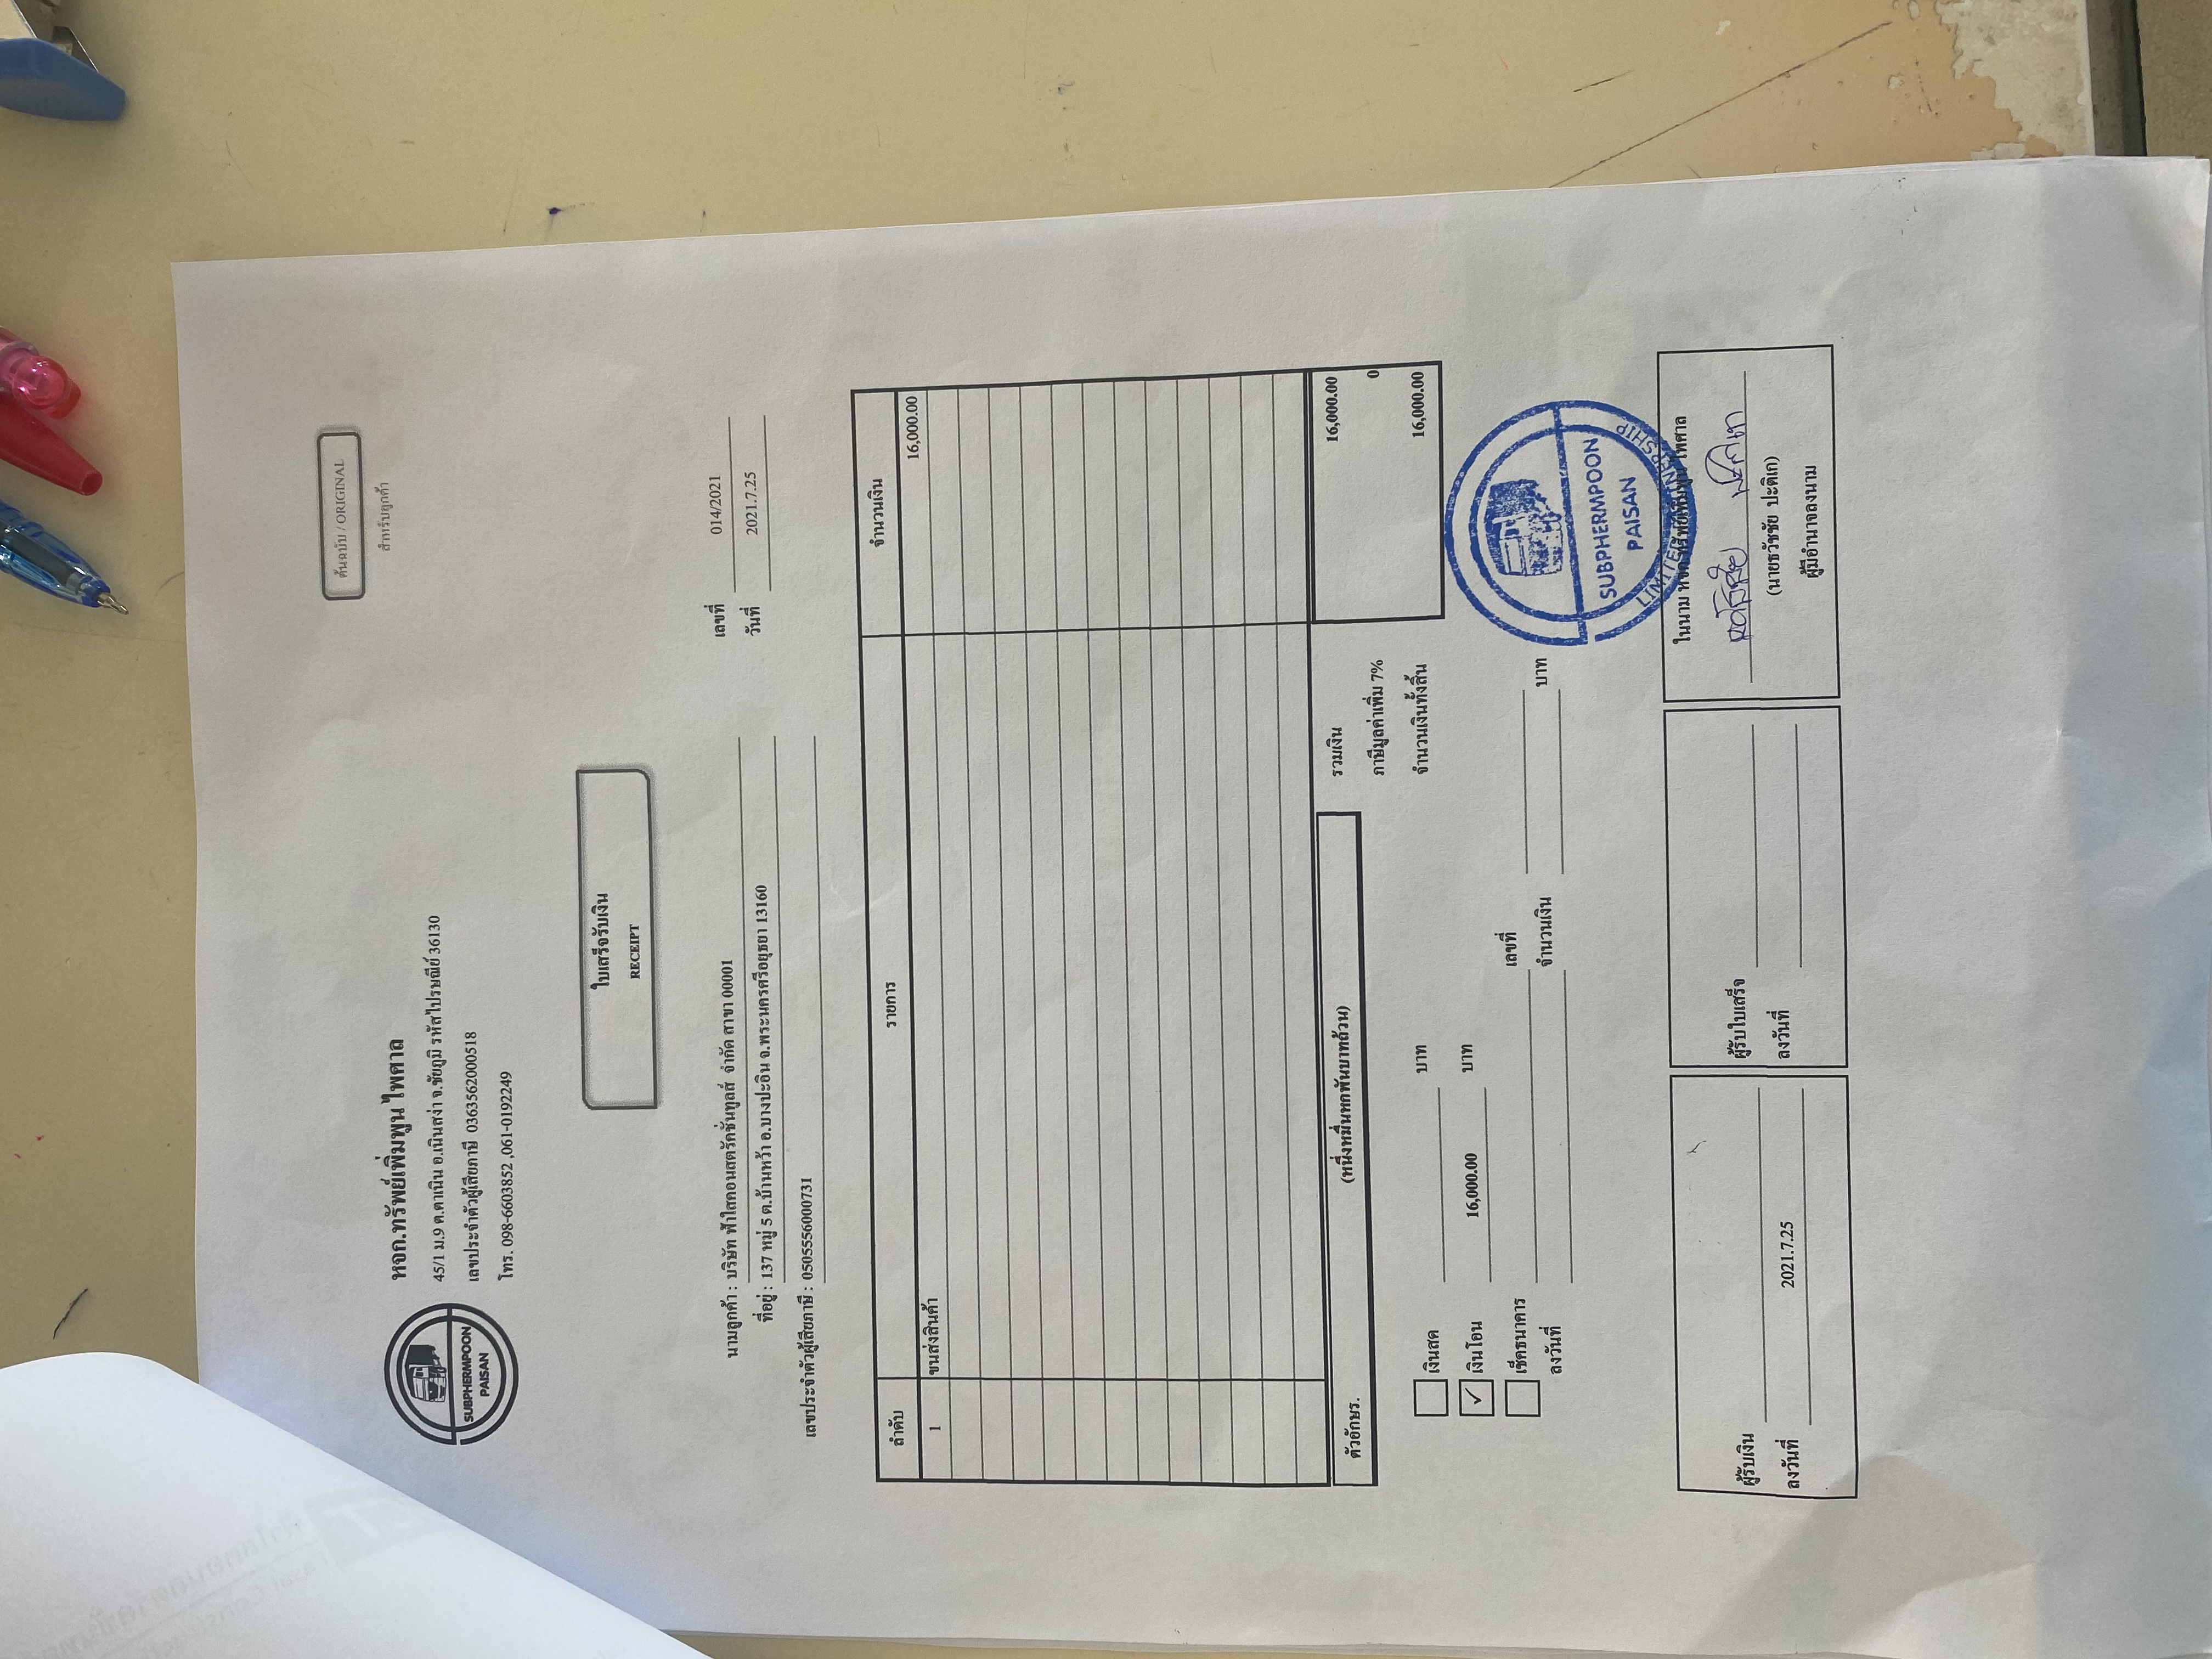 ต้นฉบับ / ORIGINAL
สำหรับลูกค้า
SUBPHERMPOON
PAISAN
หจก.ทรัพย์เพิ่มพูน ไพศาล
45/1 ม.9 ต.ตาเนิน อ.เนินสง่า จ.ชัยภูมิ รหัสไปรษณีย์ 36130
เลขประจำตัวผู้เสียภาษี 0363562000518
โทร. 098-6603852 ,061-0192249
ใบเสร็จรับเงิน
RECEIPT
นามลูกค้า : บริษัท ฟ้าใสคอนสตรัคชั่นทูลส์ จำกัด สาขา 00001
เลขที่ 014/2021
ที่อยู่ : 137 หมู่ 5 ต.บ้านหว้า อ.บางปะอิน จ.พระนครศรีอยุธยา 13160
วันที่ 2021.7.25
เลขประจำตัวผู้เสียภาษี : 0505556000731
ลำดับ รายการ จำนวนเงิน
1 ขนส่งสินค้า 16,000.00
ตัวอักษร. (หนึ่งหมื่นหกพันบาทถ้วน)
รวมเงิน 16,000.00
ภาษีมูลค่าเพิ่ม 7% 0
จำนวนเงินทั้งสิ้น 16,000.00
เงินสด บาท
✓ เงินโอน 16,000.00 บาท
เช็คธนาคาร เลขที่
ลงวันที่ จำนวนเงิน บาท
SUBPHERMPOON
PAISAN
LIMITED PARTNERSHIP
ในนาม หจก.ทรัพย์เพิ่มพูน ไพศาล
ผู้รับเงิน
ลงวันที่ 2021.7.25
ผู้รับใบเสร็จ
ลงวันที่
(นายธวัชชัย ปะติเก)
ผู้มีอำนาจลงนาม